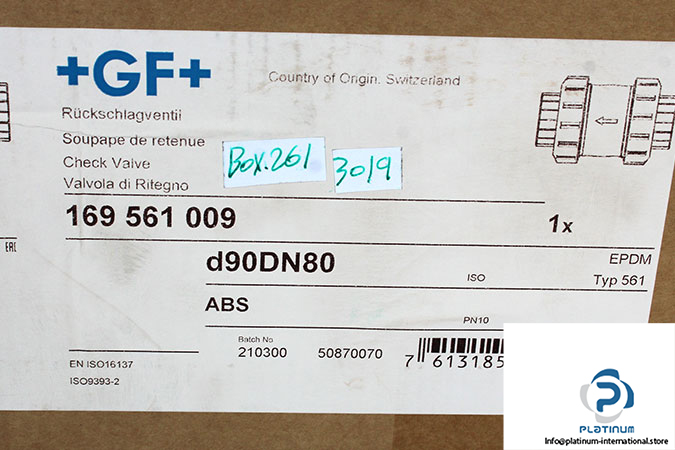 +GF+
Country of Origin. Switzerland
Rückschlagventil
Soupape de retenue
Check Valve
Valvola di Ritegno
Box.261
3019
169 561 009
1x
EAC
d90DN80
EPDM
ISO
Typ 561
ABS
PN10
Batch No
210300 50870070
7 613185
EN ISO16137
ISO9393-2
PLATINUM
Info@platinum-international.store